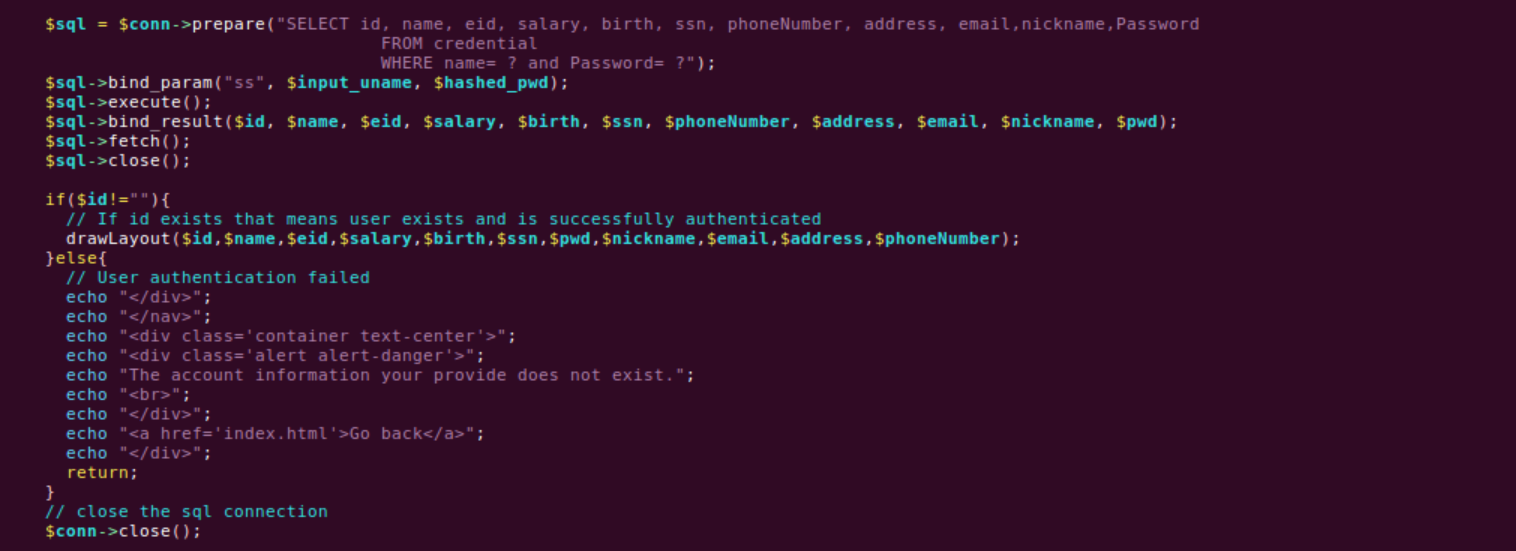 $sql = $conn->prepare("SELECT id, name, eid, salary, birth, ssn, phoneNumber, address, email,nickname,Password
                                FROM credential
                                WHERE name= ? and Password= ?");
$sql->bind_param("ss", $input_uname, $hashed_pwd);
$sql->execute();
$sql->bind_result($id, $name, $eid, $salary, $birth, $ssn, $phoneNumber, $address, $email, $nickname, $pwd);
$sql->fetch();
$sql->close();

if($id!=""){
  // If id exists that means user exists and is successfully authenticated
  drawLayout($id,$name,$eid,$salary,$birth,$ssn,$pwd,$nickname,$email,$address,$phoneNumber);
}else{
  // User authentication failed
  echo "</div>";
  echo "</nav>";
  echo "<div class='container text-center'>";
  echo "<div class='alert alert-danger'>";
  echo "The account information your provide does not exist.";
  echo "<br>";
  echo "</div>";
  echo "<a href='index.html'>Go back</a>";
  echo "</div>";
  return;
}
// close the sql connection
$conn->close();